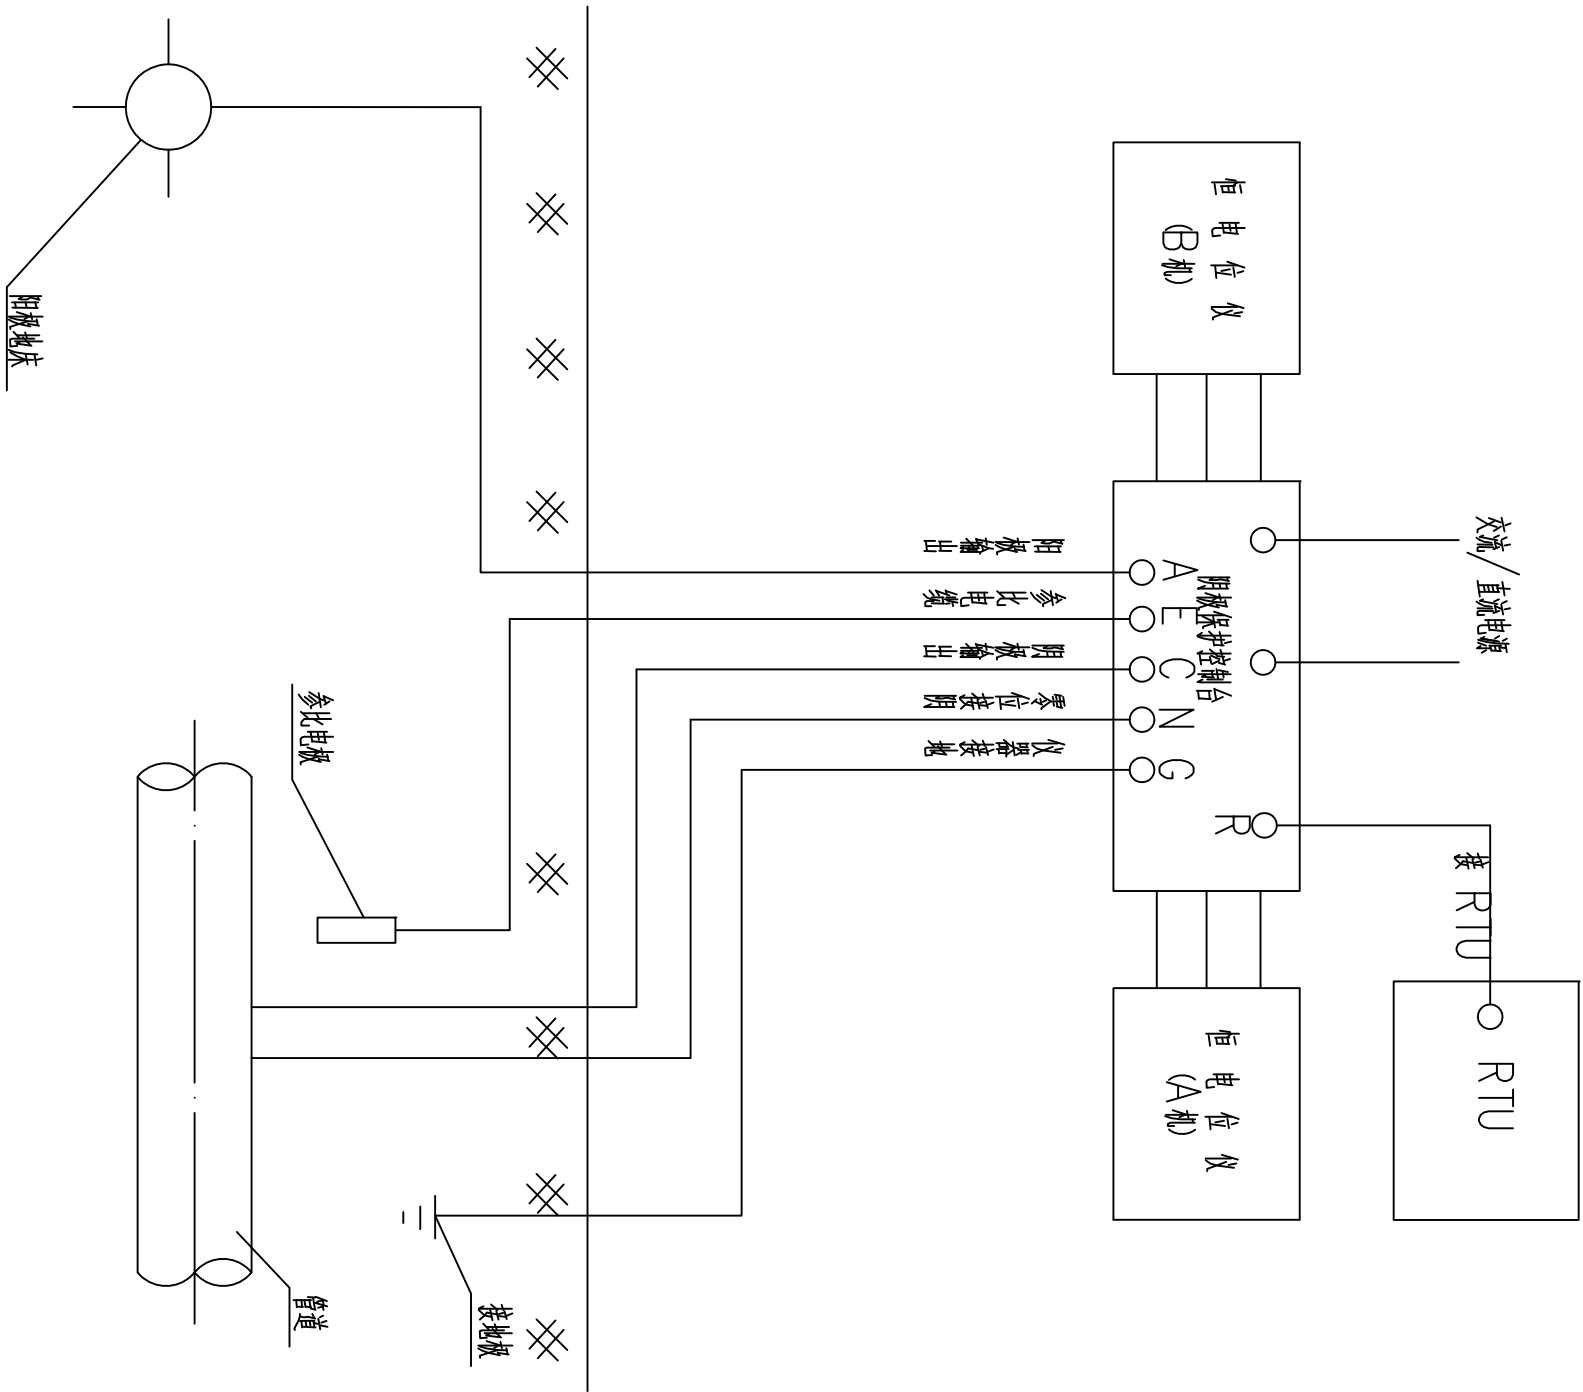 交流/直流电源
接 RTU
RTU
恒电位仪
(B机)
阴极保护控制台
R
恒电位仪
(A机)
A
E
C
N
G
阳极输出
参比电缆
阴极输出
零位接阴
仪器接地
接地极
参比电极
管道
阳极地床